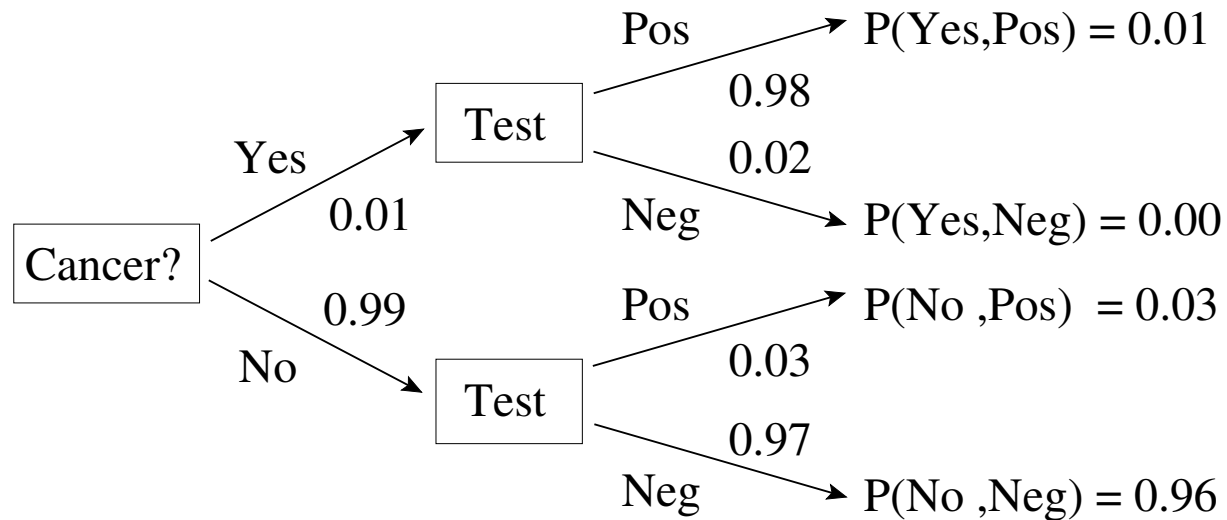 Pos
P(Yes,Pos) = 0.01
0.98
Test
Yes
0.02
0.01
Neg
P(Yes,Neg) = 0.00
Cancer?
0.99
Pos
P(No ,Pos) = 0.03
No
0.03
Test
0.97
Neg
P(No ,Neg) = 0.96